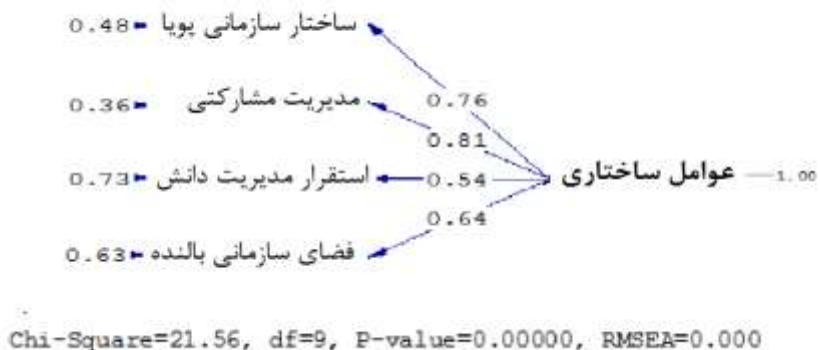 ساختار سازمانی پویا 0.48
مدیریت مشارکتی 0.36
استقرار مدیریت دانش 0.73
فضای سازمانی بالنده 0.63
0.76
0.81
0.54
0.64
عوامل ساختاری 1.00
Chi-Square=21.56, df=9, P-value=0.00000, RMSEA=0.000